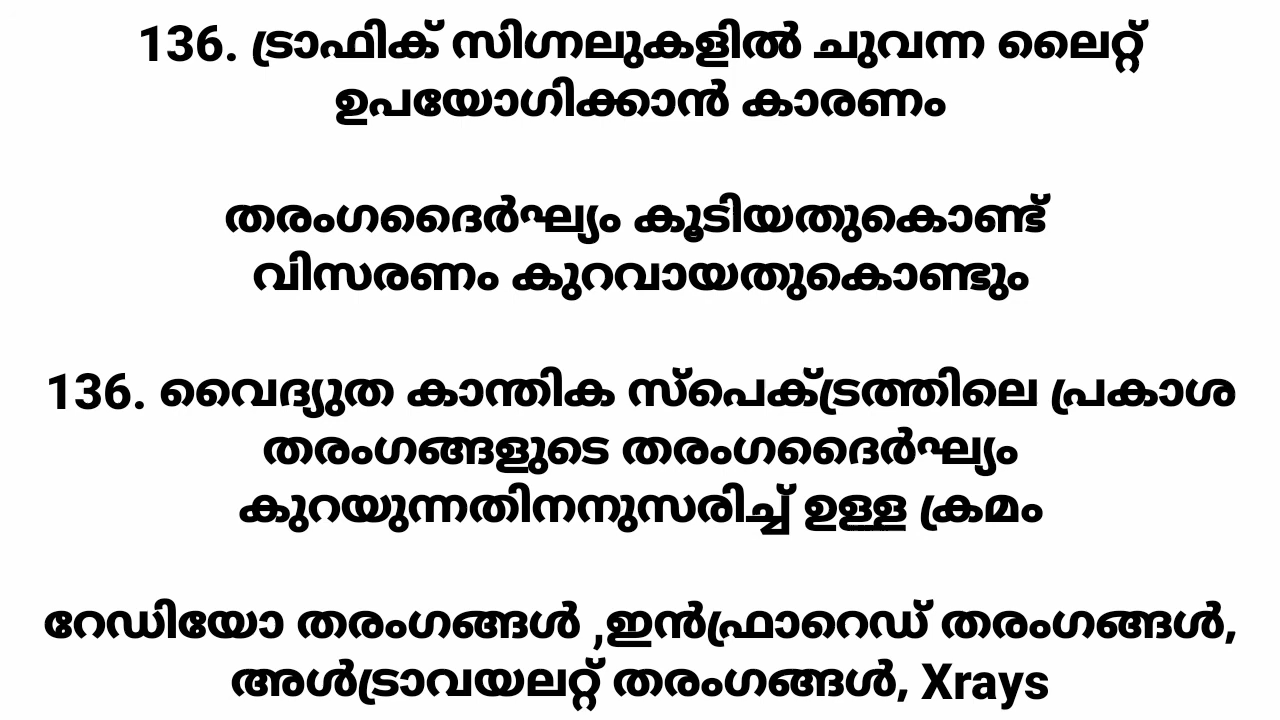 136. ട്രാഫിക് സിഗ്നലുകളിൽ ചുവന്ന ലൈറ്റ്
ഉപയോഗിക്കാൻ കാരണം
തരംഗദൈർഘ്യം കൂടിയതുകൊണ്ട്
വിസരണം കുറവായതുകൊണ്ടും
136. വൈദ്യുത കാന്തിക സ്പെക്ട്രത്തിലെ പ്രകാശ
തരംഗങ്ങളുടെ തരംഗദൈർഘ്യം
കുറയുന്നതിനനുസരിച്ച് ഉള്ള ക്രമം
റേഡിയോ തരംഗങ്ങൾ ,ഇൻഫ്രാറെഡ് തരംഗങ്ങൾ,
അൾട്രാവയലറ്റ് തരംഗങ്ങൾ, Xrays